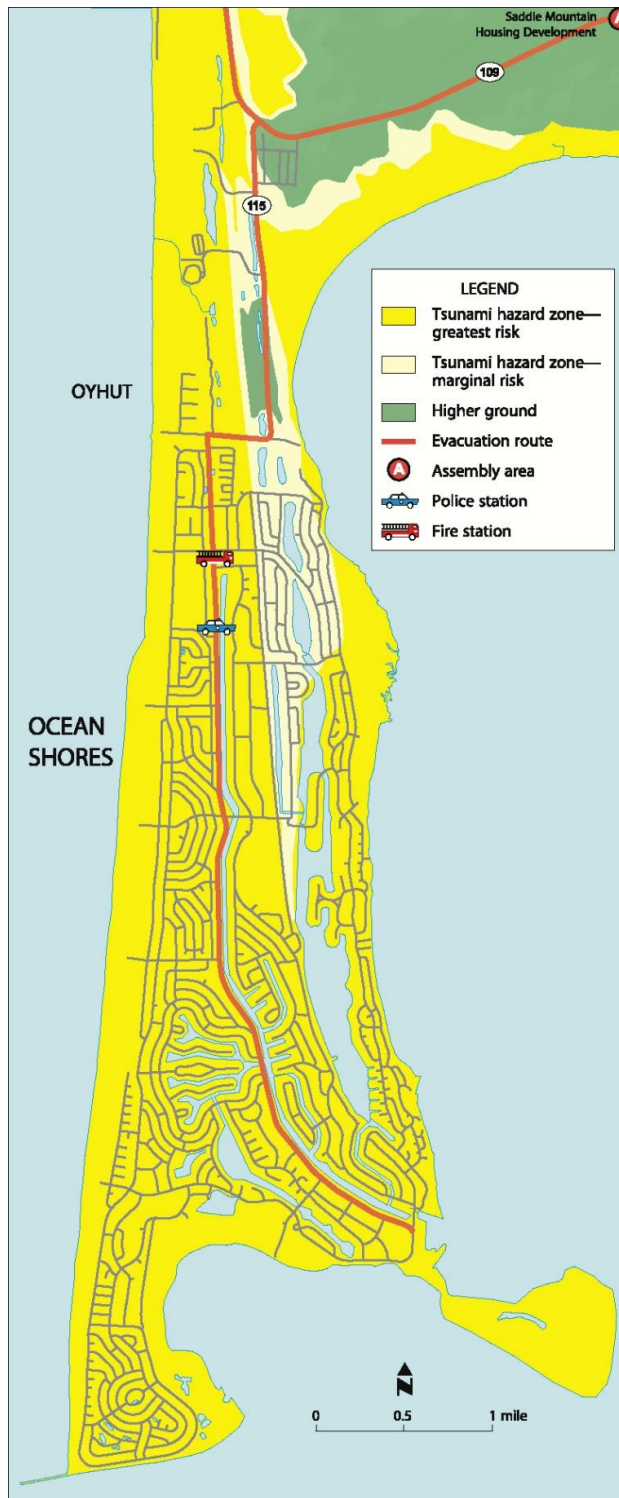 Saddle Mountain
Housing Development
A
109
115
LEGEND
Tsunami hazard zone—
greatest risk
Tsunami hazard zone—
marginal risk
Higher ground
Evacuation route
A Assembly area
Police station
Fire station
OYHUT
OCEAN
SHORES
N
0 0.5 1 mile